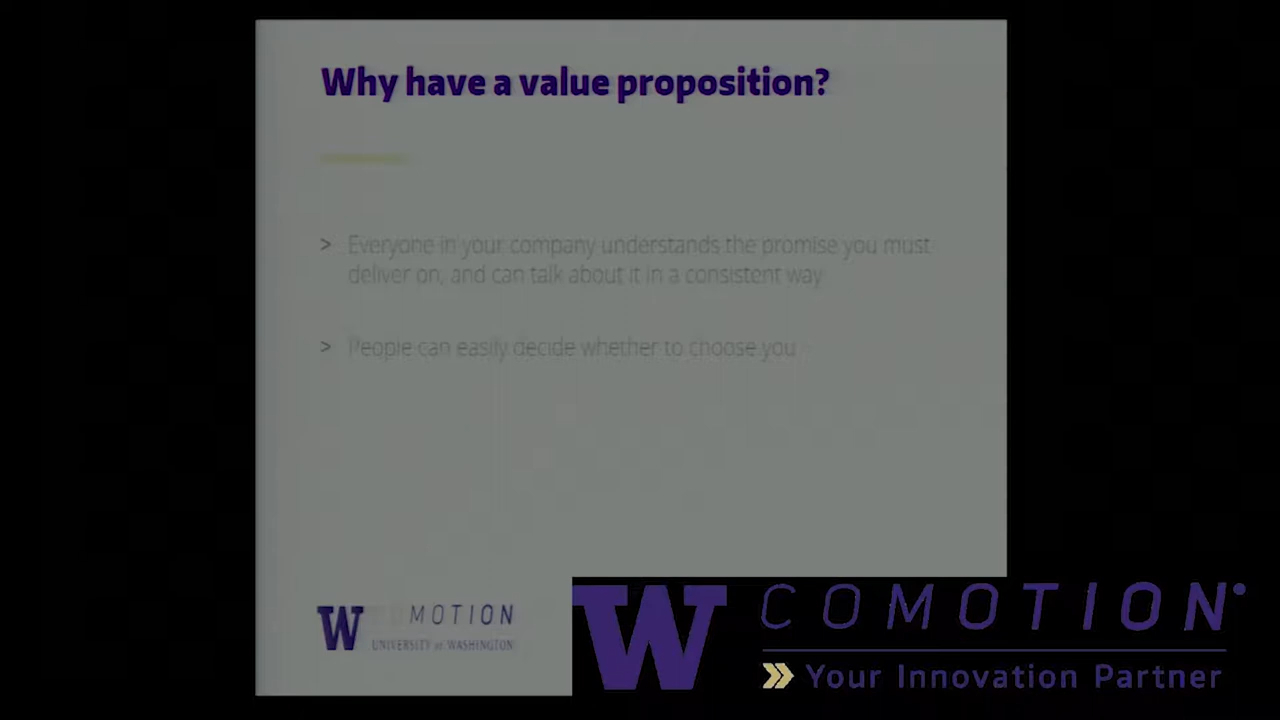 Why have a value proposition?
> Everyone in your company understands the promise you must
deliver on, and can talk about it in a consistent way
> People can easily decide whether to choose you
W COMOTION
UNIVERSITY of WASHINGTON
W COMOTION
Your Innovation Partner